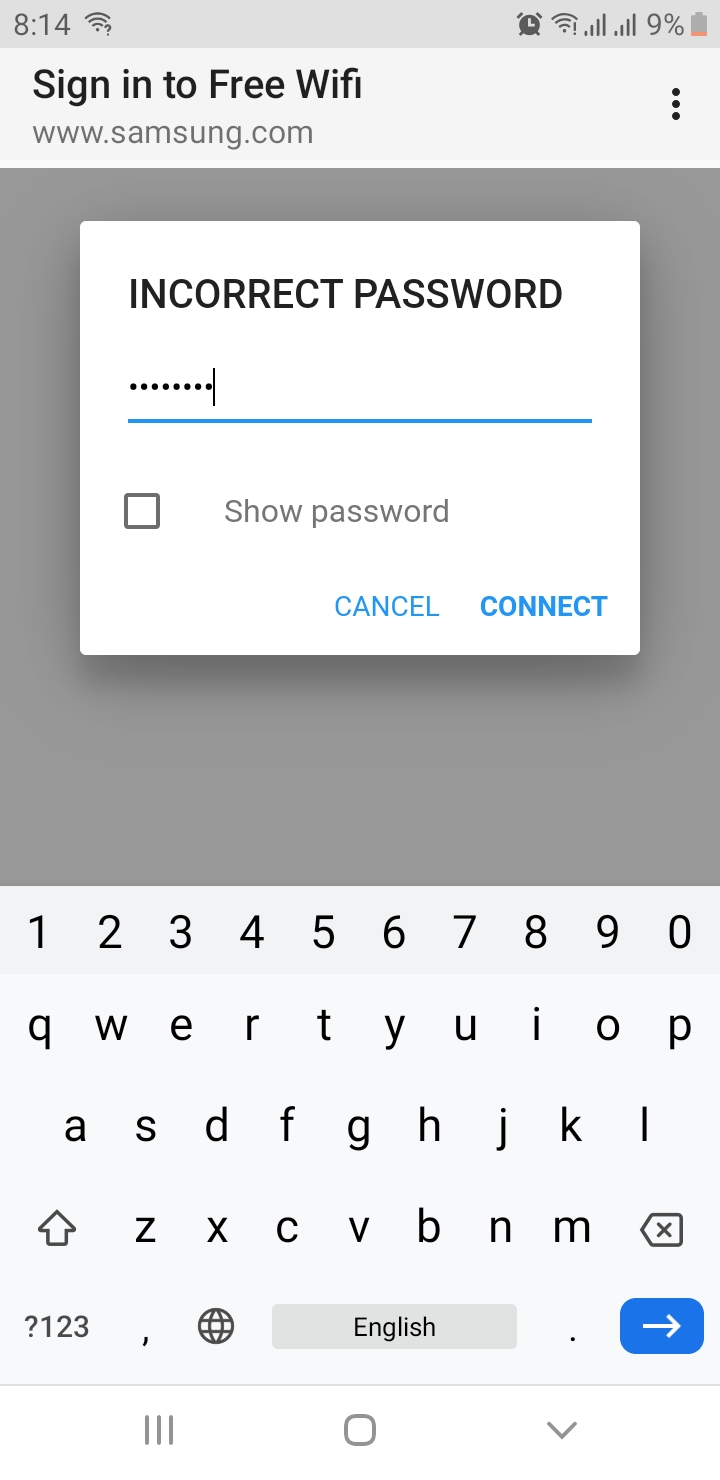 8:14 9%
Sign in to Free Wifi
www.samsung.com
INCORRECT PASSWORD
••••••••
Show password
CANCEL CONNECT
1 2 3 4 5 6 7 8 9 0
q w e r t y u i o p
a s d f g h j k l
z x c v b n m
?123 , English .